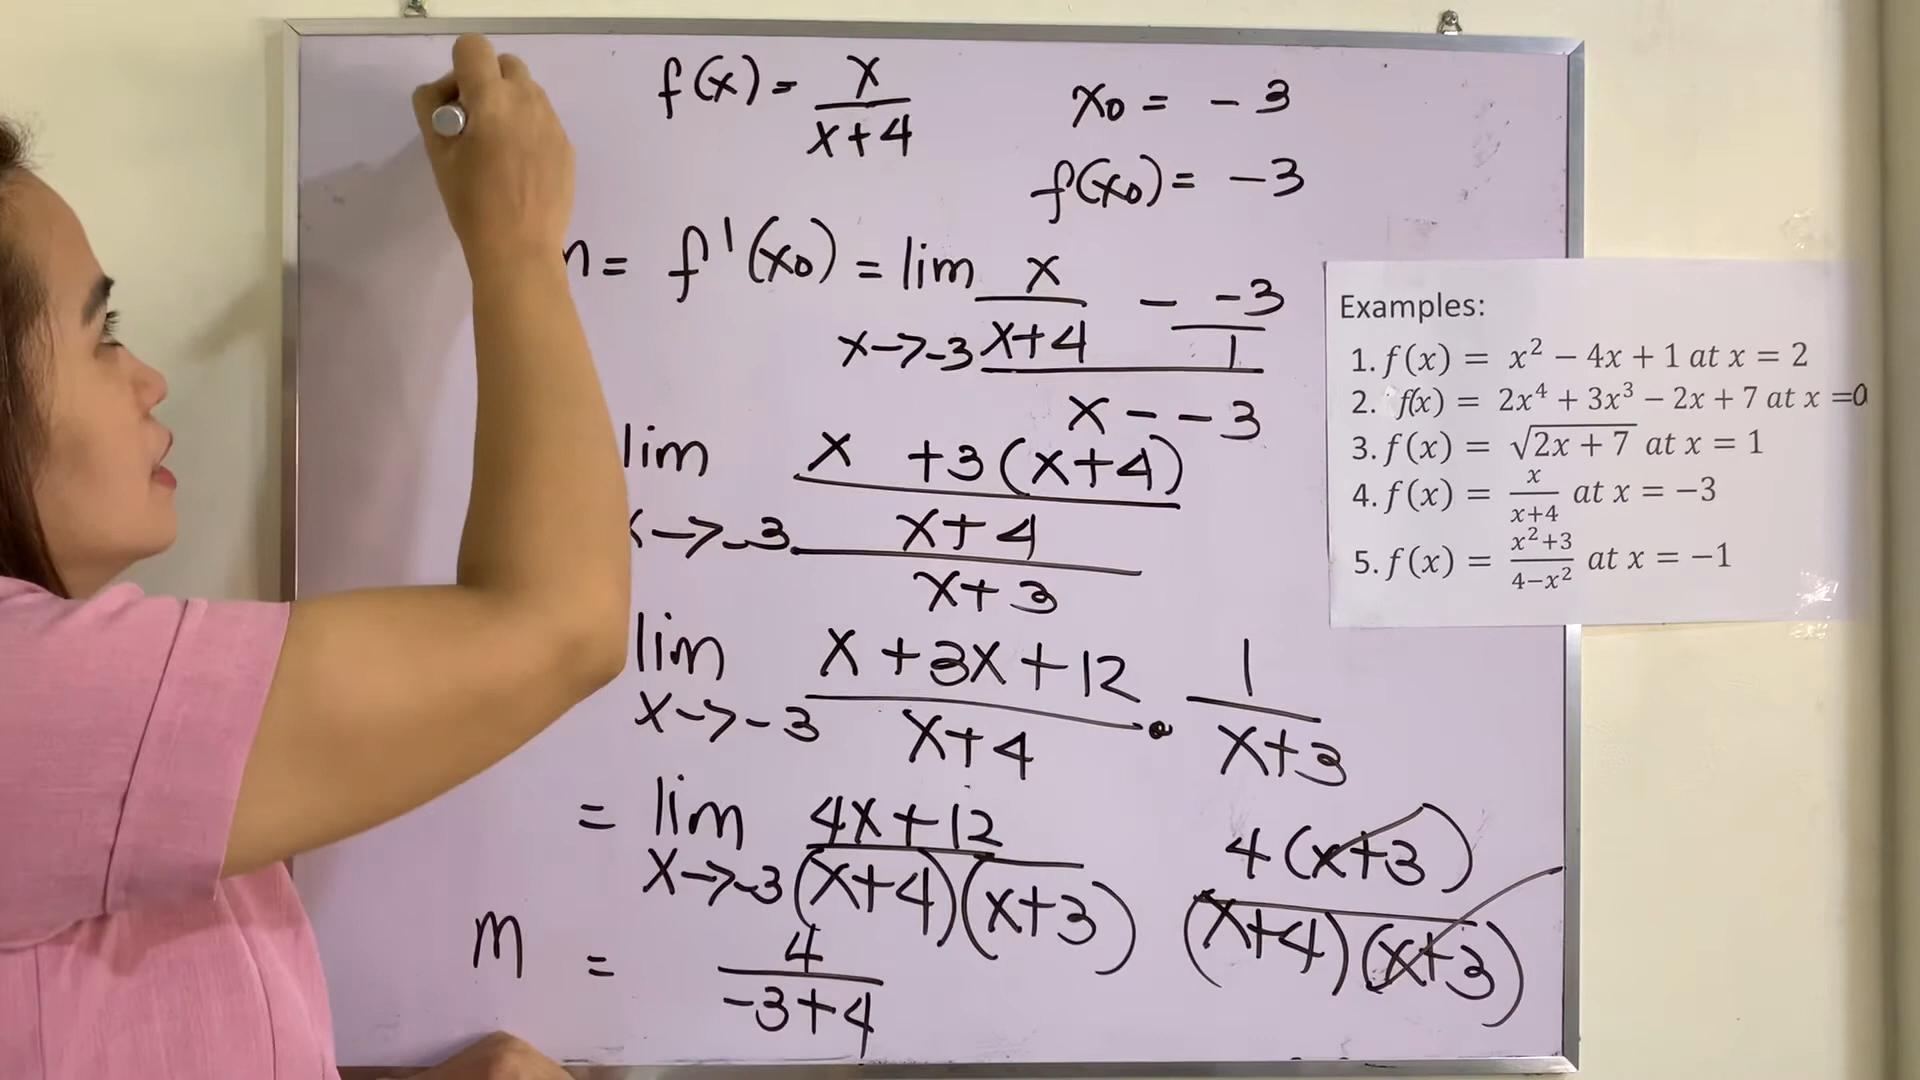 f(x) = x/(x+4)
x₀ = -3
f(x₀) = -3
= f'(x₀) = lim x/(x+4) - -3/1
x→-3
x - -3
lim x +3(x+4)
→-3 x+4
x+3
lim x+3x+12 . 1
x→-3 x+4 x+3
= lim 4x+12
x→-3 (x+4)(x+3)
4(x+3)
(x+4)(x+3)
m = 4
-3+4
Examples:
1. f(x) = x² − 4x + 1 at x = 2
2. f(x) = 2x⁴ + 3x³ − 2x + 7 at x =0
3. f(x) = √(2x + 7) at x = 1
4. f(x) = x/(x+4) at x = −3
5. f(x) = (x²+3)/(4−x²) at x = −1